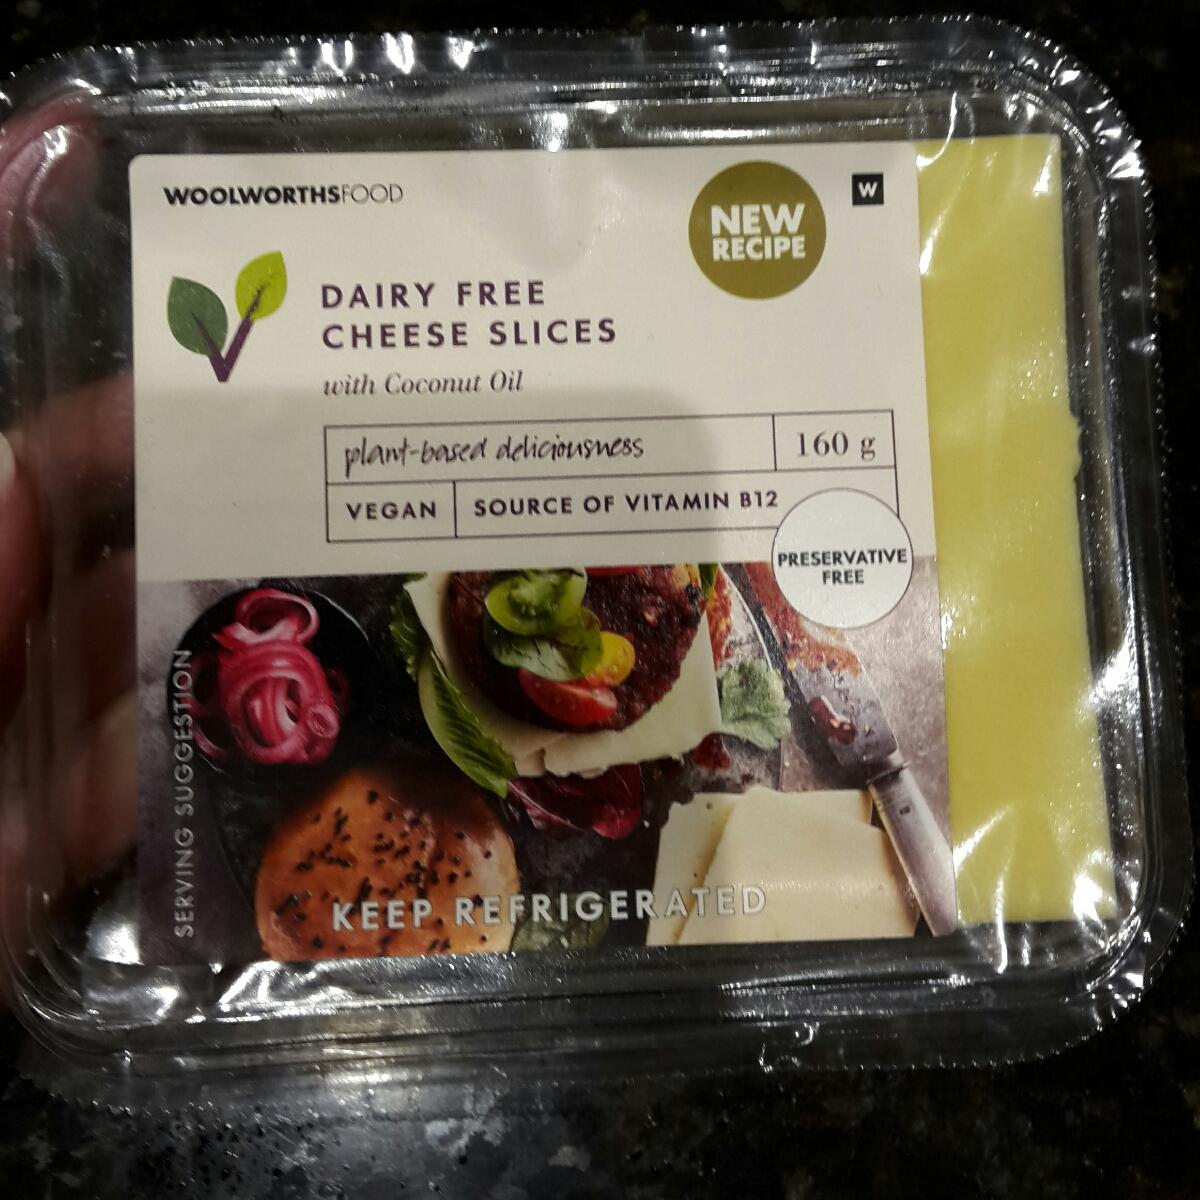 WOOLWORTHSFOOD
NEW
RECIPE
W
DAIRY FREE
CHEESE SLICES
with Coconut Oil
plant-based deliciousness
160 g
VEGAN
SOURCE OF VITAMIN B12
PRESERVATIVE
FREE
SERVING SUGGESTION
KEEP REFRIGERATED